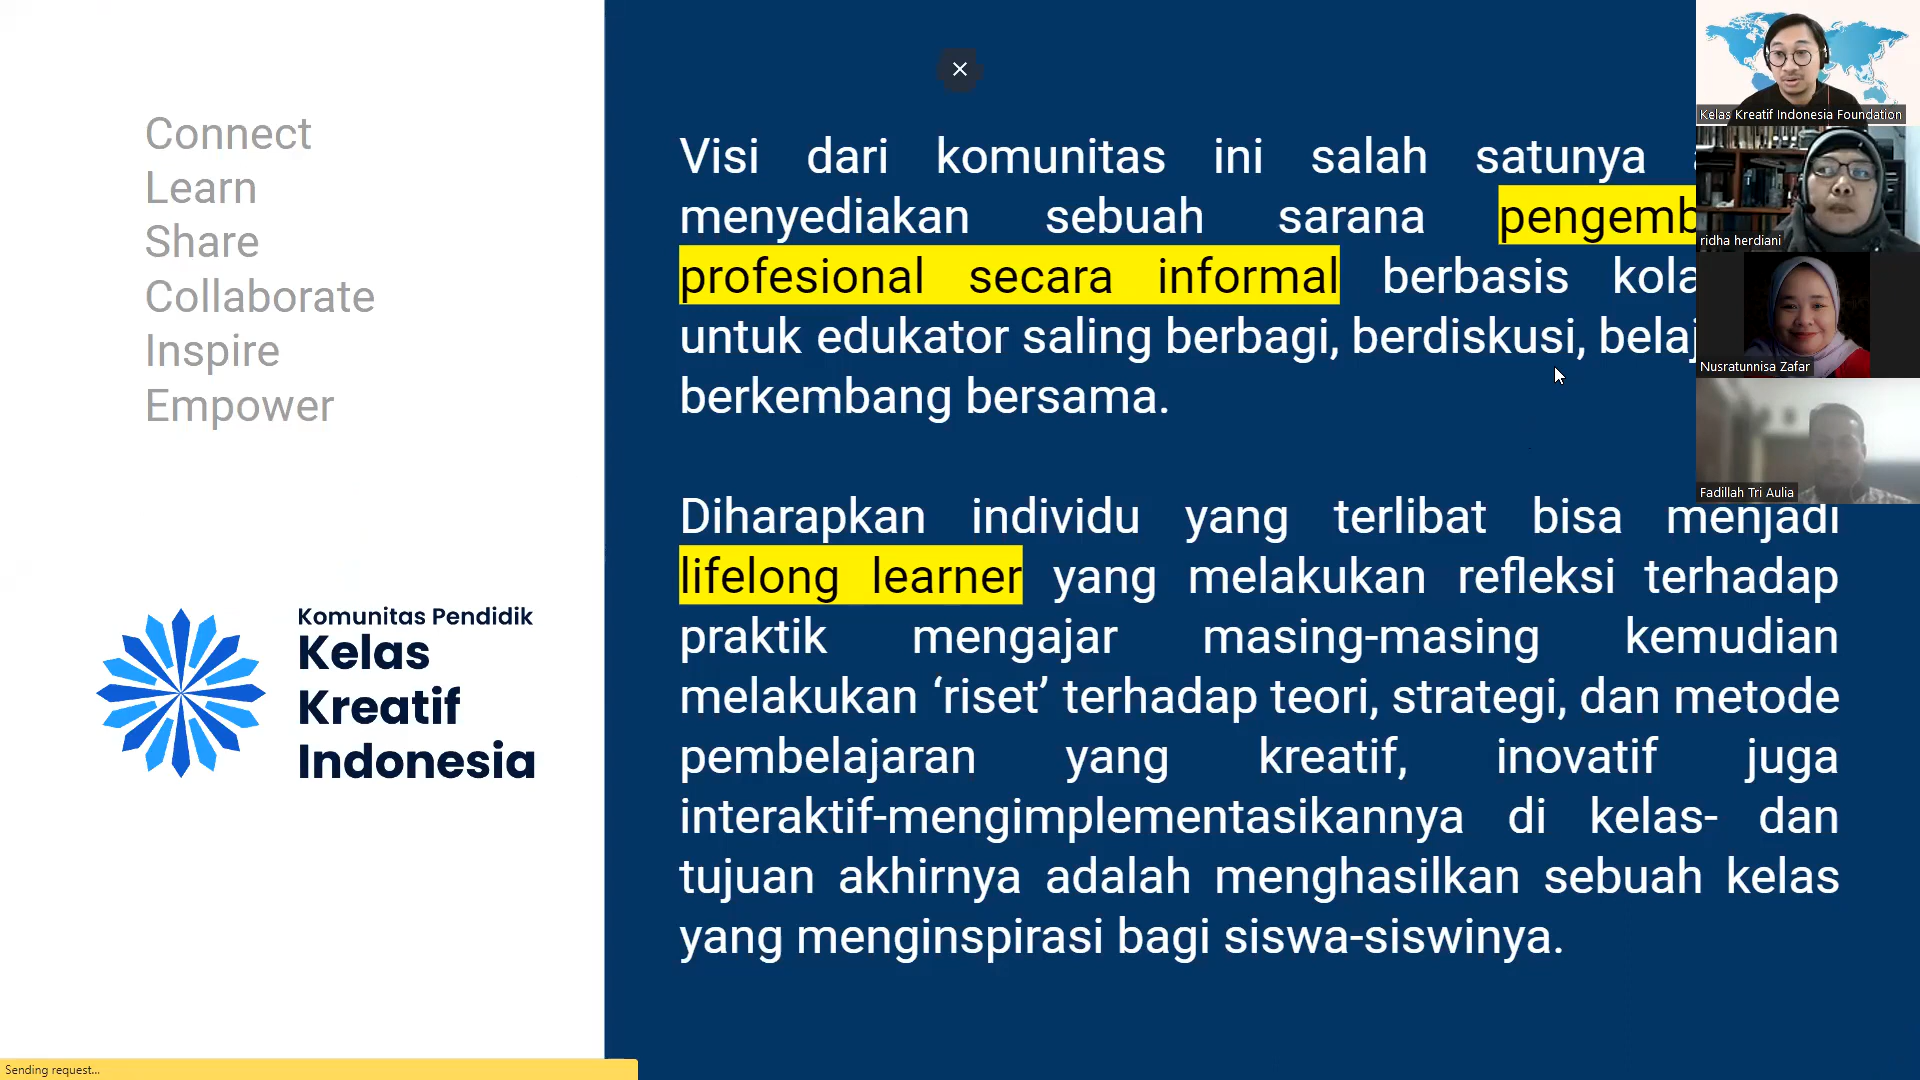 Connect
Learn
Share
Collaborate
Inspire
Empower
Komunitas Pendidik
Kelas
Kreatif
Indonesia
Visi dari komunitas ini salah satunya
menyediakan sebuah sarana
profesional secara informal berbasis
untuk edukator saling berbagi, berdiskusi,
berkembang bersama.
Diharapkan individu yang terlibat bisa menjadi
lifelong learner yang melakukan refleksi terhadap
praktik mengajar masing-masing kemudian
melakukan ‘riset’ terhadap teori, strategi, dan metode
pembelajaran yang kreatif, inovatif juga
interaktif-mengimplementasikannya di kelas- dan
tujuan akhirnya adalah menghasilkan sebuah kelas
yang menginspirasi bagi siswa-siswinya.
Kelas Kreatif Indonesia Foundation
ridha herdiani
Nusratunnisa Zafar
Fadillah Tri Aulia
Sending request...